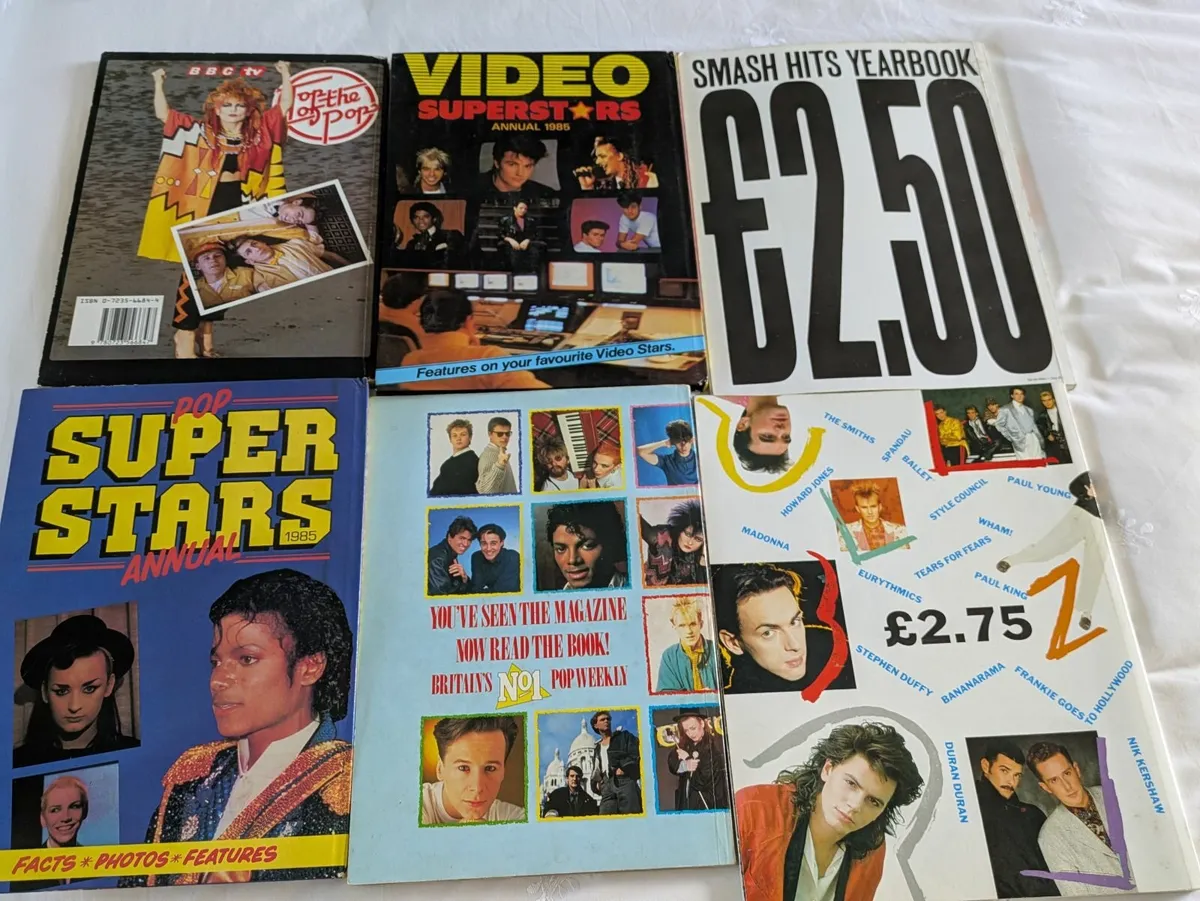 BBC tv
Top of the Pops
ISBN 0-7235-6684-4
VIDEO
SUPERSTARS
ANNUAL 1985
Features on your favourite Video Stars.
SMASH HITS YEARBOOK
£2.50
POP
SUPER
STARS
1985
ANNUAL
FACTS * PHOTOS * FEATURES
YOU'VE SEEN THE MAGAZINE
NOW READ THE BOOK!
BRITAIN'S No1 POP WEEKLY
THE SMITHS
SPANDAU
BALLET
HOWARD JONES
STYLE COUNCIL
PAUL YOUNG
MADONNA
WHAM!
TEARS FOR FEARS
EURYTHMICS
PAUL KING
£2.75
STEPHEN DUFFY
BANANARAMA
FRANKIE GOES
TO HOLLYWOOD
DURAN DURAN
NIK KERSHAW